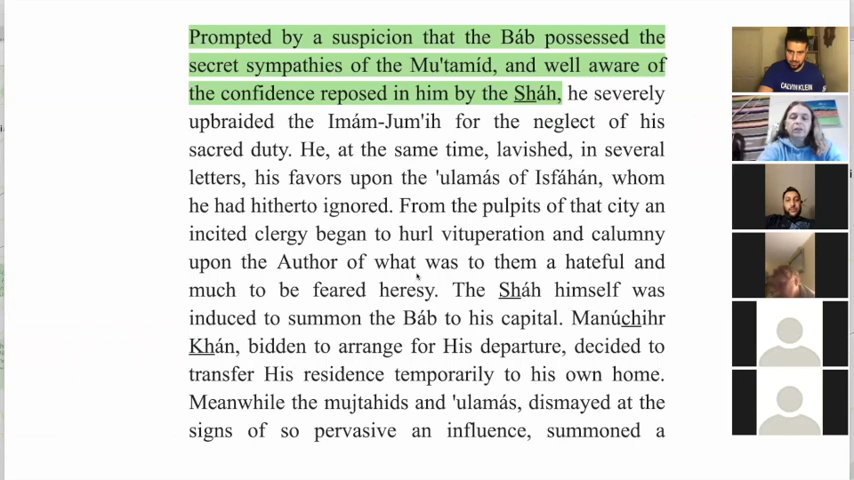 Prompted by a suspicion that the Báb possessed the
secret sympathies of the Mu'tamíd, and well aware of
the confidence reposed in him by the Sháh, he severely
upbraided the Imám-Jum'ih for the neglect of his
sacred duty. He, at the same time, lavished, in several
letters, his favors upon the 'ulamás of Isfáhán, whom
he had hitherto ignored. From the pulpits of that city an
incited clergy began to hurl vituperation and calumny
upon the Author of what was to them a hateful and
much to be feared heresy. The Sháh himself was
induced to summon the Báb to his capital. Manúchihr
Khán, bidden to arrange for His departure, decided to
transfer His residence temporarily to his own home.
Meanwhile the mujtahids and 'ulamás, dismayed at the
signs of so pervasive an influence, summoned a
CALVIN KLEIN